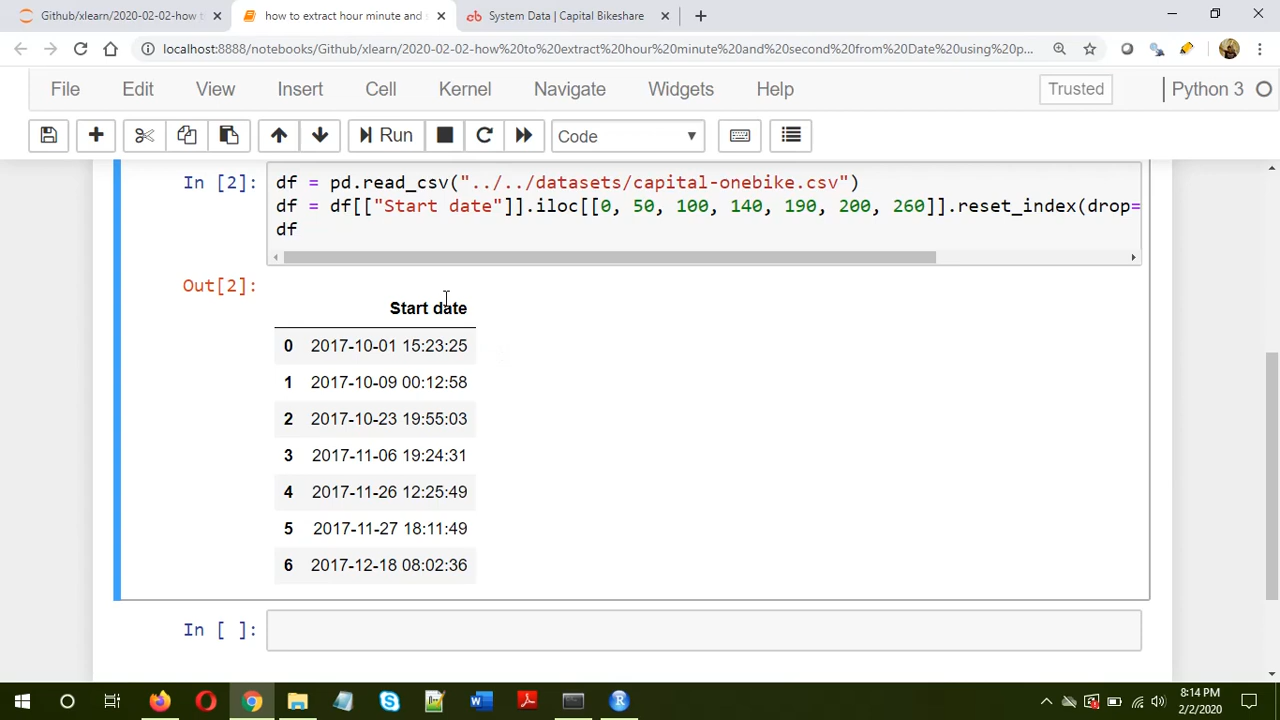 Github/xlearn/2020-02-02-how t
how to extract hour minute and
System Data | Capital Bikeshare
localhost:8888/notebooks/Github/xlearn/2020-02-02-how%20to%20extract%20hour%20minute%20and%20second%20from%20Date%20using%20p...
File Edit View Insert Cell Kernel Navigate Widgets Help Trusted Python 3
Run Code
In [2]: df = pd.read_csv("../../datasets/capital-onebike.csv")
df = df[["Start date"]].iloc[[0, 50, 100, 140, 190, 200, 260]].reset_index(drop=
df
Out[2]:
Start date
0 2017-10-01 15:23:25
1 2017-10-09 00:12:58
2 2017-10-23 19:55:03
3 2017-11-06 19:24:31
4 2017-11-26 12:25:49
5 2017-11-27 18:11:49
6 2017-12-18 08:02:36
In [ ]:
8:14 PM
2/2/2020